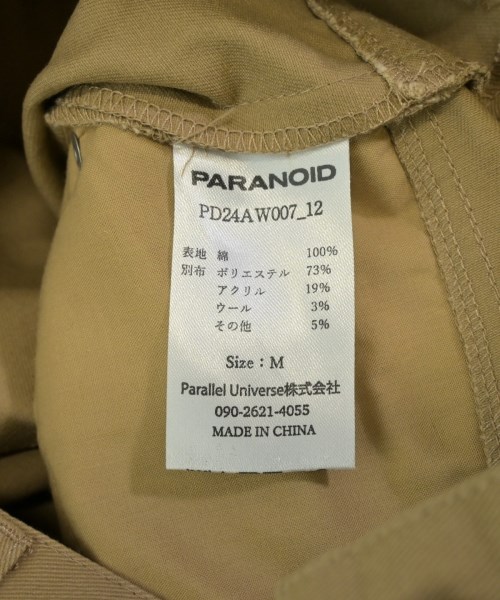 PARANOID
PD24AW007_12
表地 綿 100%
別布 ポリエステル 73%
アクリル 19%
ウール 3%
その他 5%
Size : M
Parallel Universe株式会社
090-2621-4055
MADE IN CHINA